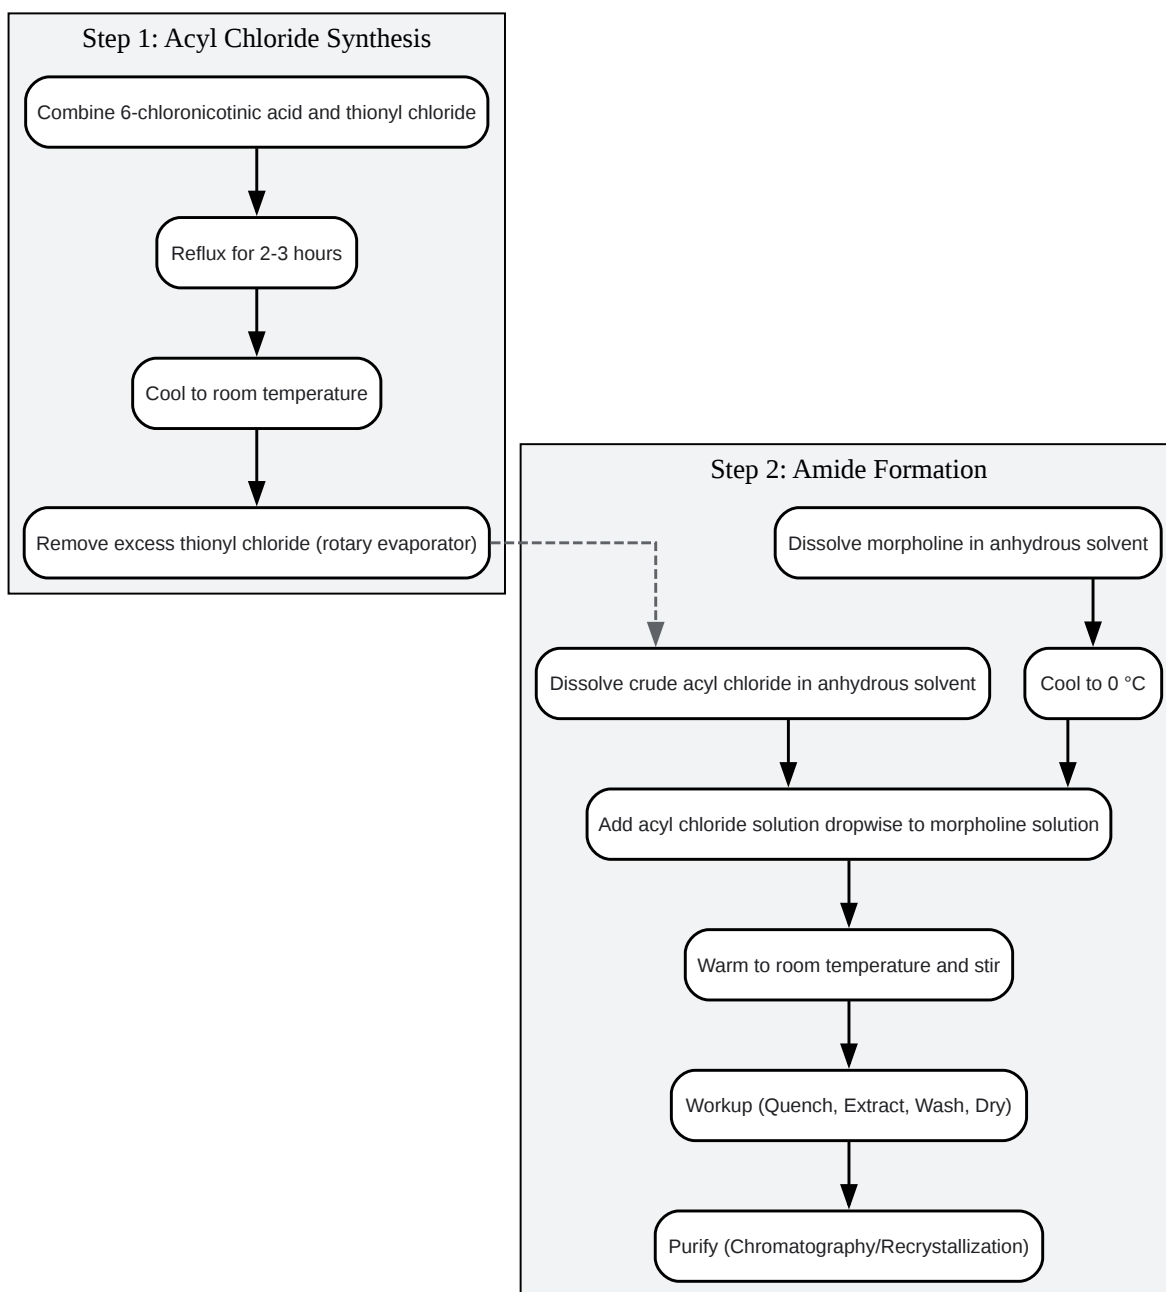 Step 1: Acyl Chloride Synthesis
Combine 6-chloronicotinic acid and thionyl chloride
Reflux for 2-3 hours
Cool to room temperature
Remove excess thionyl chloride (rotary evaporator)
Step 2: Amide Formation
Dissolve morpholine in anhydrous solvent
Dissolve crude acyl chloride in anhydrous solvent
Cool to 0 °C
Add acyl chloride solution dropwise to morpholine solution
Warm to room temperature and stir
Workup (Quench, Extract, Wash, Dry)
Purify (Chromatography/Recrystallization)